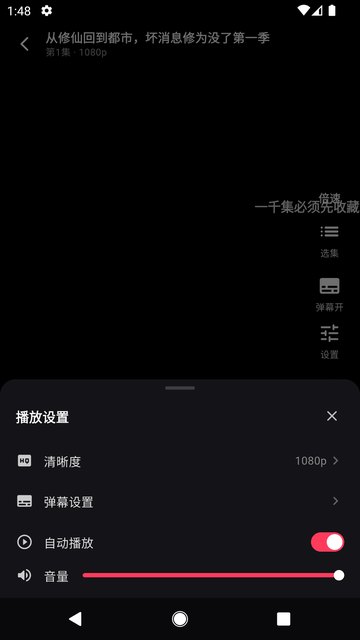 1:48
从修仙回到都市，坏消息修为没了第一季
第1集 · 1080p
倍速
一千集必须先收藏
选集
弹幕开
设置
播放设置
HQ 清晰度 1080p
弹幕设置
自动播放
音量